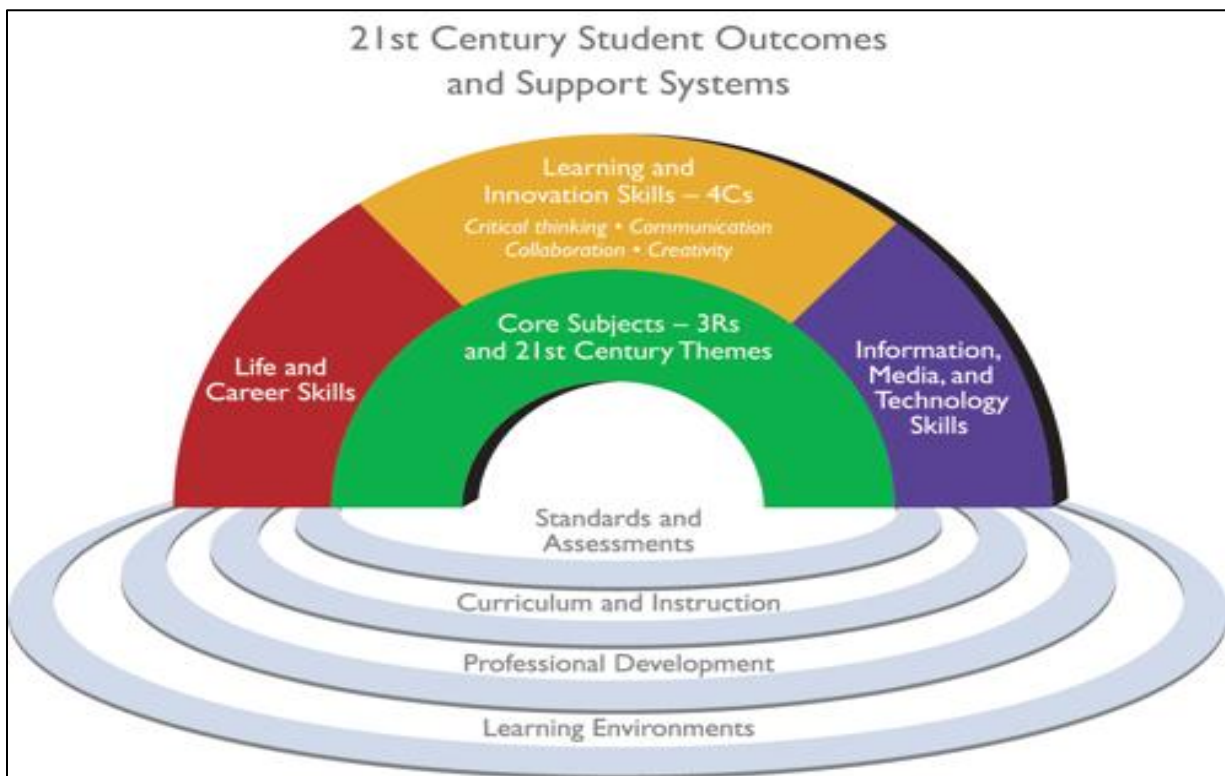 21st Century Student Outcomes
and Support Systems
Learning and
Innovation Skills – 4Cs
Critical thinking • Communication
Collaboration • Creativity
Core Subjects – 3Rs
and 21st Century Themes
Life and
Career Skills
Information,
Media, and
Technology
Skills
Standards and
Assessments
Curriculum and Instruction
Professional Development
Learning Environments